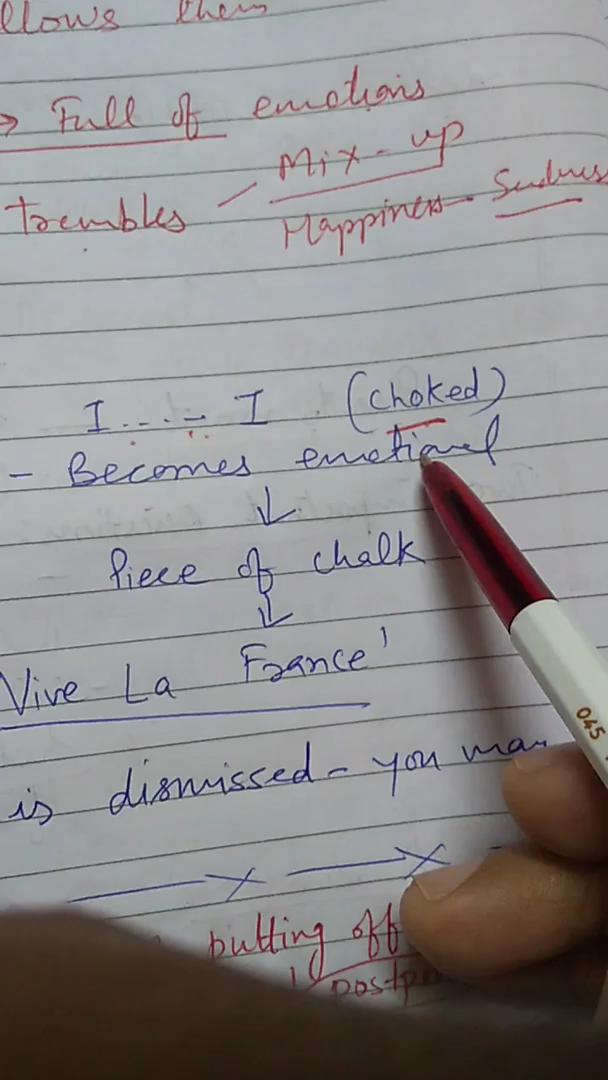 llows them
→ Full of emotions
trembles / Mix-up
Happiness - Sadness
I....- I. (choked)
- Becomes emotional
↓
Piece of chalk
↓
Vive La France'
is dismissed - you may
putting off
045